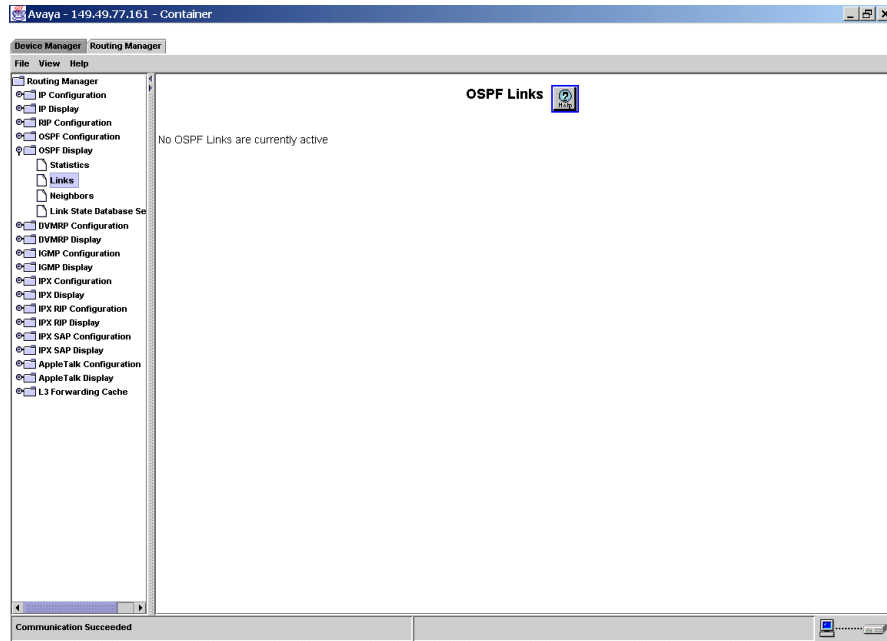 Avaya - 149.49.77.161 - Container
Device Manager Routing Manager
File View Help
Routing Manager
IP Configuration
IP Display
RIP Configuration
OSPF Configuration
OSPF Display
Statistics
Links
Neighbors
Link State Database Se
DVMRP Configuration
DVMRP Display
IGMP Configuration
IGMP Display
IPX Configuration
IPX Display
IPX RIP Configuration
IPX RIP Display
IPX SAP Configuration
IPX SAP Display
AppleTalk Configuration
AppleTalk Display
L3 Forwarding Cache
OSPF Links
Help
No OSPF Links are currently active
Communication Succeeded